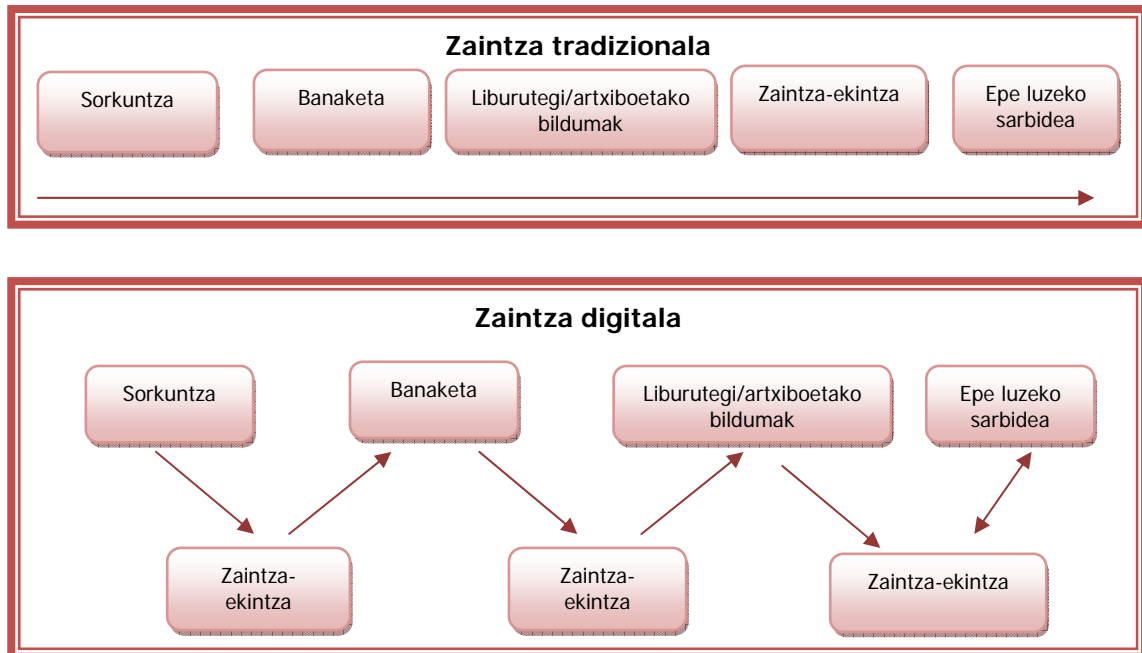 Zaintza tradizionala
Sorkuntza
Banaketa
Liburutegi/artxiboetako
bildumak
Zaintza-ekintza
Epe luzeko
sarbidea
Zaintza digitala
Sorkuntza
Banaketa
Liburutegi/artxiboetako
bildumak
Epe luzeko
sarbidea
Zaintza-
ekintza
Zaintza-
ekintza
Zaintza-ekintza